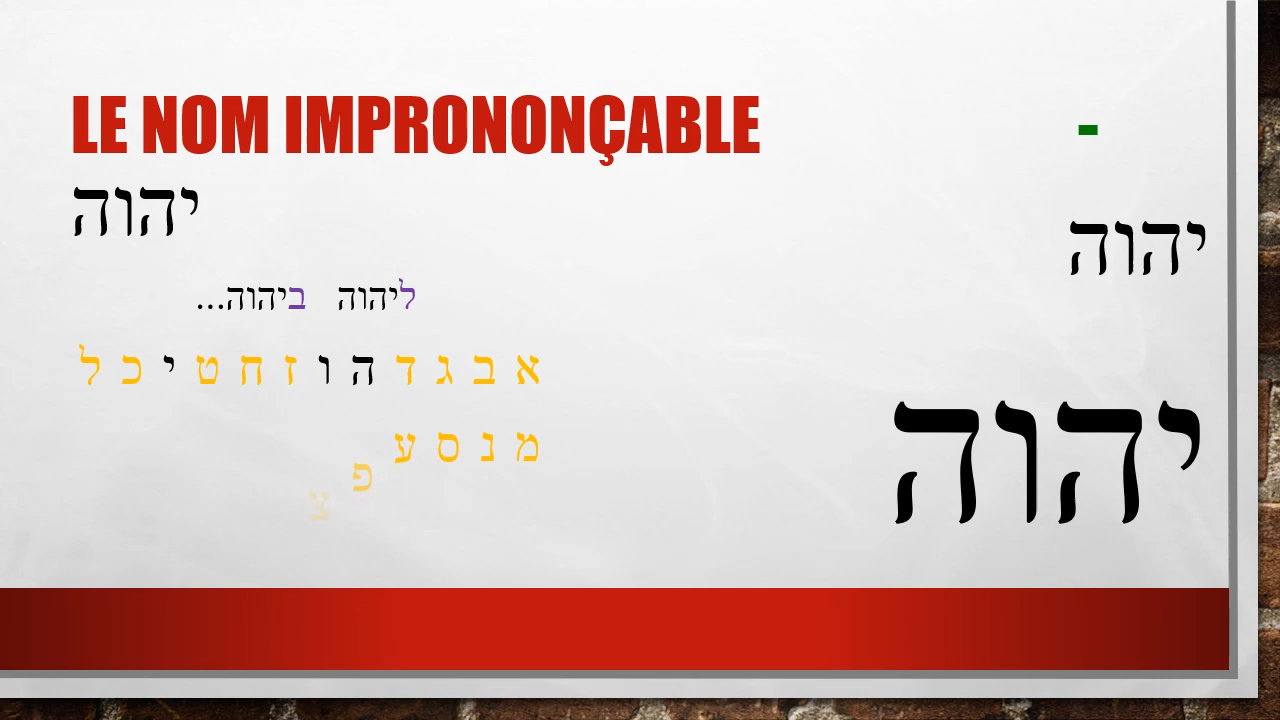 LE NOM IMPRONONÇABLE
-
יהוה
יהוה
ליהוה ביהוה...
א ב ג ד ה ו ז ח ט י כ ל
מ נ ס ע פ צ
יהוה